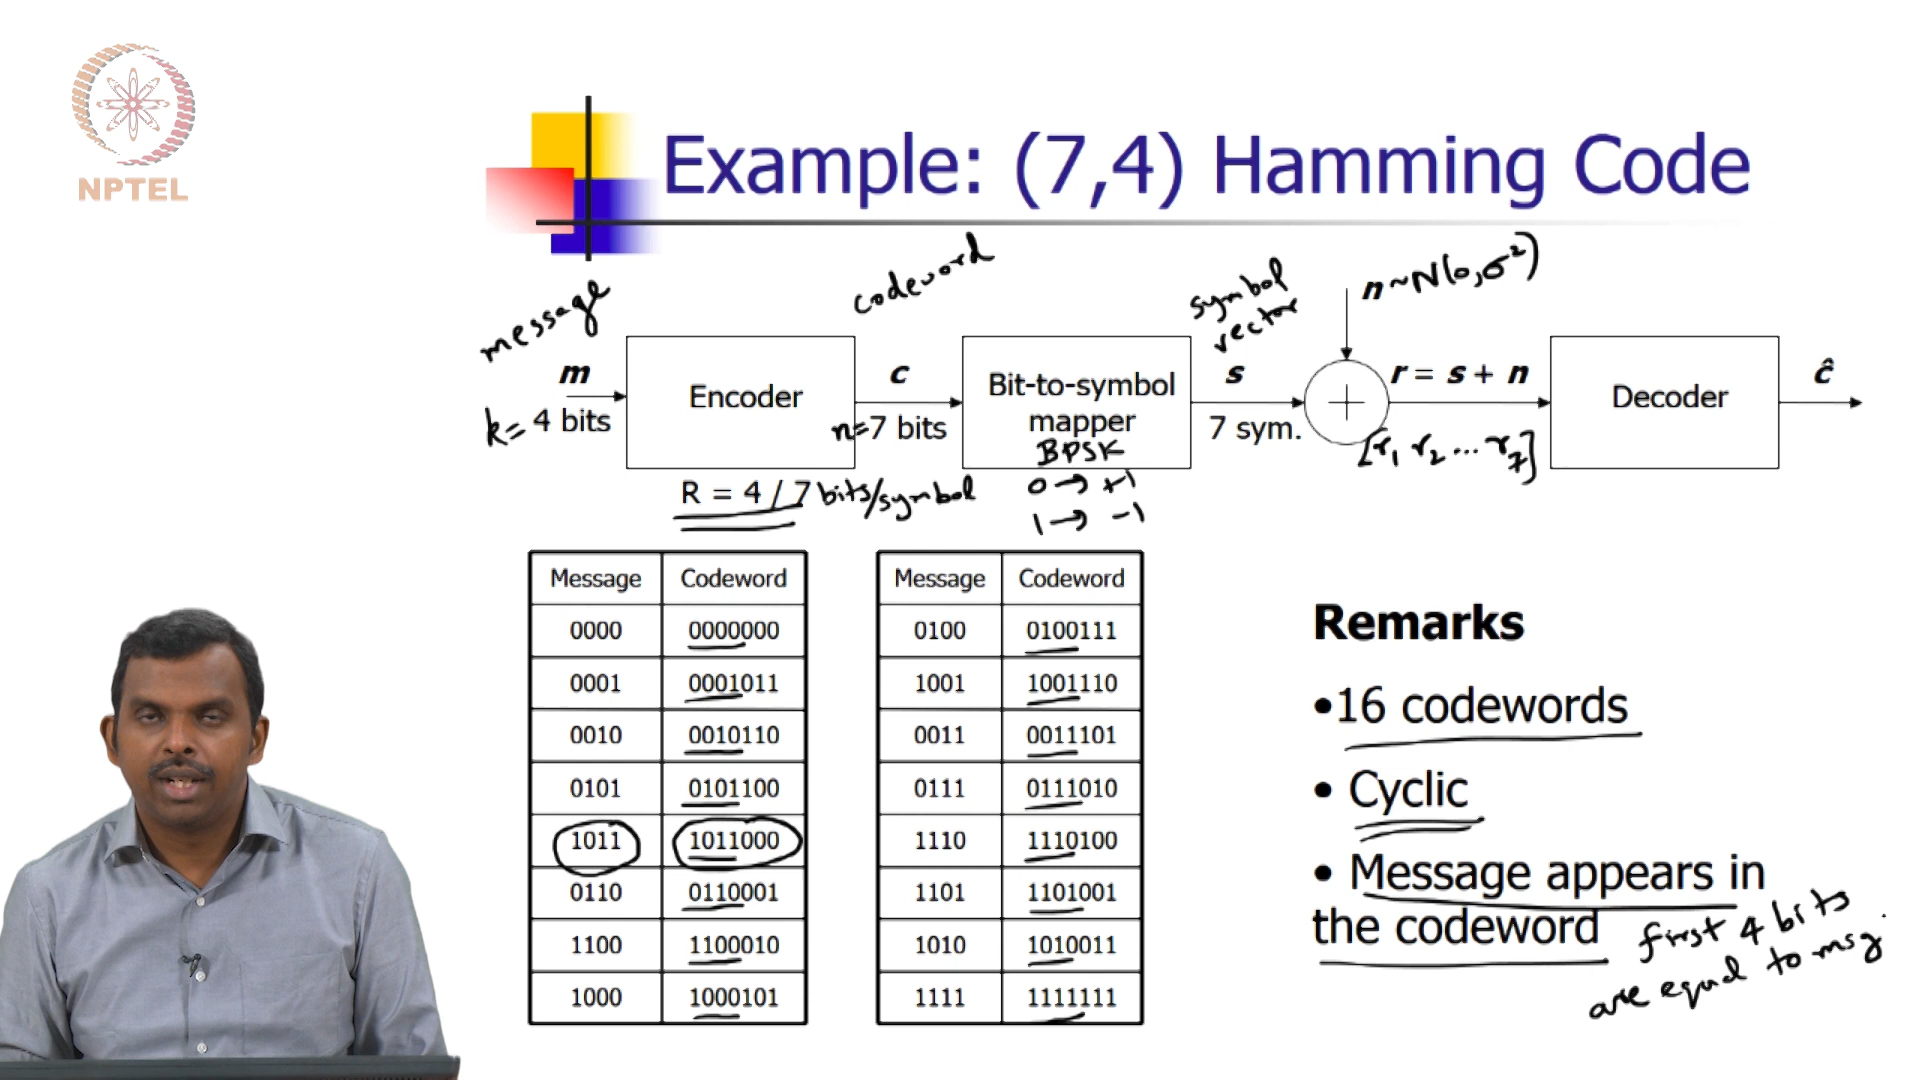 NPTEL
Example: (7,4) Hamming Code
message
codeword
symbol
vector
n~N(0,σ²)
m
k= 4 bits
Encoder
c
n=7 bits
Bit-to-symbol
mapper
BPSK
0 → +1
1 → -1
s
7 sym.
r = s + n
[r₁ r₂ ... r₇]
Decoder
ĉ
R = 4 / 7 bits/symbol
Message Codeword
0000 0000000
0001 0001011
0010 0010110
0101 0101100
1011 1011000
0110 0110001
1100 1100010
1000 1000101
Message Codeword
0100 0100111
1001 1001110
0011 0011101
0111 0111010
1110 1110100
1101 1101001
1010 1010011
1111 1111111
Remarks
•16 codewords
• Cyclic
• Message appears in
the codeword
first 4 bits
are equal to msg.